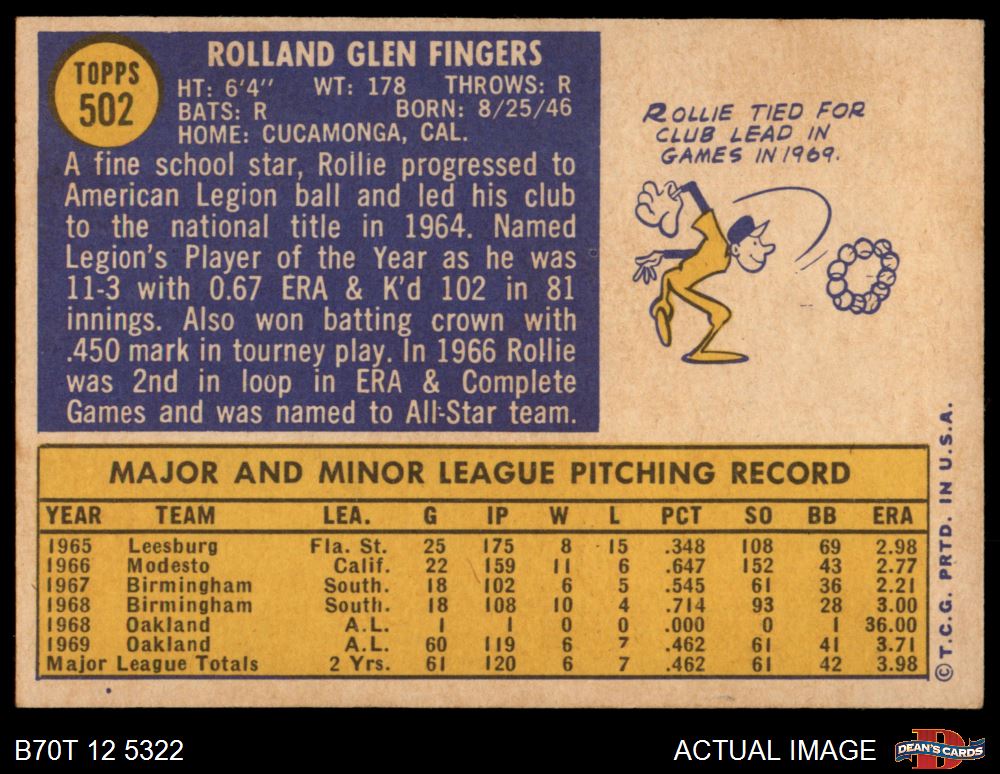 TOPPS
502
ROLLAND GLEN FINGERS
HT: 6'4" WT: 178 THROWS: R
BATS: R BORN: 8/25/46
HOME: CUCAMONGA, CAL.
A fine school star, Rollie progressed to
American Legion ball and led his club
to the national title in 1964. Named
Legion's Player of the Year as he was
11-3 with 0.67 ERA & K'd 102 in 81
innings. Also won batting crown with
.450 mark in tourney play. In 1966 Rollie
was 2nd in loop in ERA & Complete
Games and was named to All-Star team.
ROLLIE TIED FOR
CLUB LEAD IN
GAMES IN 1969.
MAJOR AND MINOR LEAGUE PITCHING RECORD
YEAR TEAM LEA. G IP W L PCT SO BB ERA
1965 Leesburg Fla. St. 25 175 8 15 .348 108 69 2.98
1966 Modesto Calif. 22 159 11 6 .647 152 43 2.77
1967 Birmingham South. 18 102 6 5 .545 61 36 2.21
1968 Birmingham South. 18 108 10 4 .714 93 28 3.00
1968 Oakland A.L. 1 1 0 0 .000 0 1 36.00
1969 Oakland A.L. 60 119 6 7 .462 61 41 3.71
Major League Totals 2 Yrs. 61 120 6 7 .462 61 42 3.98
© T.C.G. PRTD. IN U.S.A.
B70T 12 5322
ACTUAL IMAGE
D
DEAN'S CARDS